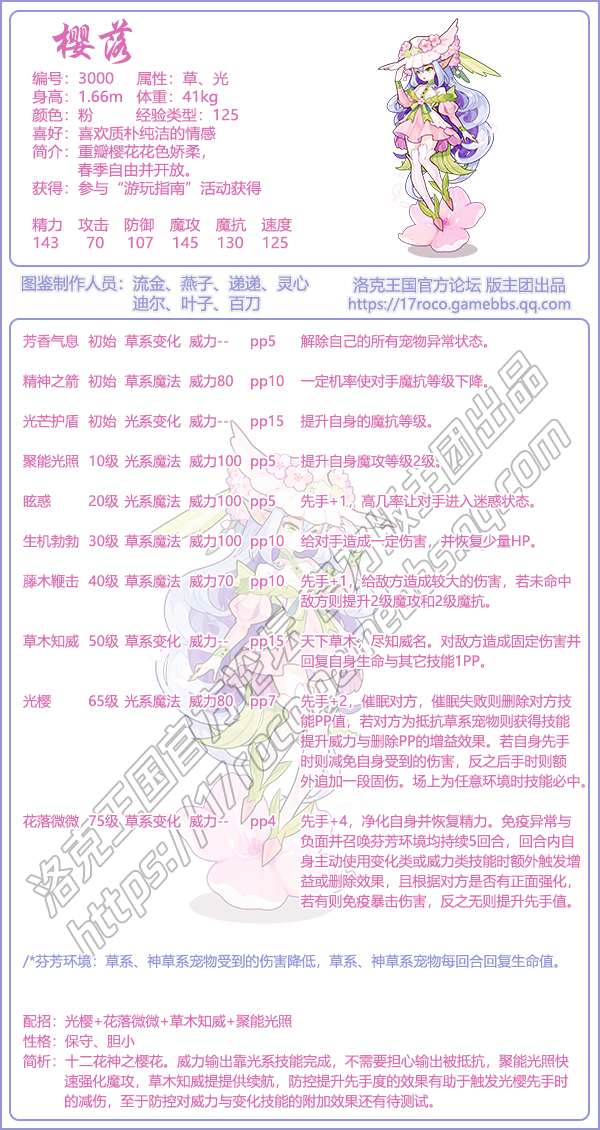 樱落
编号：3000 属性：草、光
身高：1.66m 体重：41kg
颜色：粉 经验类型：125
喜好：喜欢质朴纯洁的情感
简介：重瓣樱花花色娇柔，
春季自由并开放。
获得：参与“游玩指南”活动获得
精力 攻击 防御 魔攻 魔抗 速度
143 70 107 145 130 125
图鉴制作人员：流金、燕子、递递、灵心
迪尔、叶子、百刀
洛克王国官方论坛 版主团出品
https://17roco.gamebbs.qq.com
芳香气息 初始 草系变化 威力-- pp5 解除自己的所有宠物异常状态。
精神之箭 初始 草系魔法 威力80 pp10 一定机率使对手魔抗等级下降。
光芒护盾 初始 光系变化 威力-- pp15 提升自身的魔抗等级。
聚能光照 10级 光系魔法 威力100 pp5 提升自身魔攻等级2级。
眩惑 20级 光系魔法 威力100 pp5 先手+1，高几率让对手进入迷惑状态。
生机勃勃 30级 草系魔法 威力100 pp10 给对手造成一定伤害，并恢复少量HP。
藤木鞭击 40级 草系魔法 威力70 pp10 先手+1，给敌方造成较大的伤害，若未命中
敌方则提升2级魔攻和2级魔抗。
草木知威 50级 草系变化 威力-- pp15 天下草木，尽知威名。对敌方造成固定伤害并
回复自身生命与其它技能1PP。
光樱 65级 光系魔法 威力80 pp7 先手+2，催眠对方，催眠失败则删除对方技
能PP值，若对方为抵抗草系宠物则获得技能
提升威力与删除PP的增益效果。若自身先手
时则减免自身受到的伤害，反之后手时则额
外追加一段固伤。场上为任意环境时技能必中。
花落微微 75级 草系变化 威力-- pp4 先手+4，净化自身并恢复精力。免疫异常与
负面并召唤芬芳环境均持续5回合，回合内自
身主动使用变化类或威力类技能时额外触发增
益或删除效果，且根据对方是否有正面强化，
若有则免疫暴击伤害，反之无则提升先手值。
/*芬芳环境：草系、神草系宠物受到的伤害降低，草系、神草系宠物每回合回复生命值。
配招：光樱+花落微微+草木知威+聚能光照
性格：保守、胆小
简析：十二花神之樱花。威力输出靠光系技能完成，不需要担心输出被抵抗，聚能光照快
速强化魔攻，草木知威提提供续航，防控提升先手度的效果有助于触发光樱先手时
的减伤，至于防控对威力与变化技能的附加效果还有待测试。
洛克王国官方论坛 版主团出品
https://17roco.gamebbs.qq.com